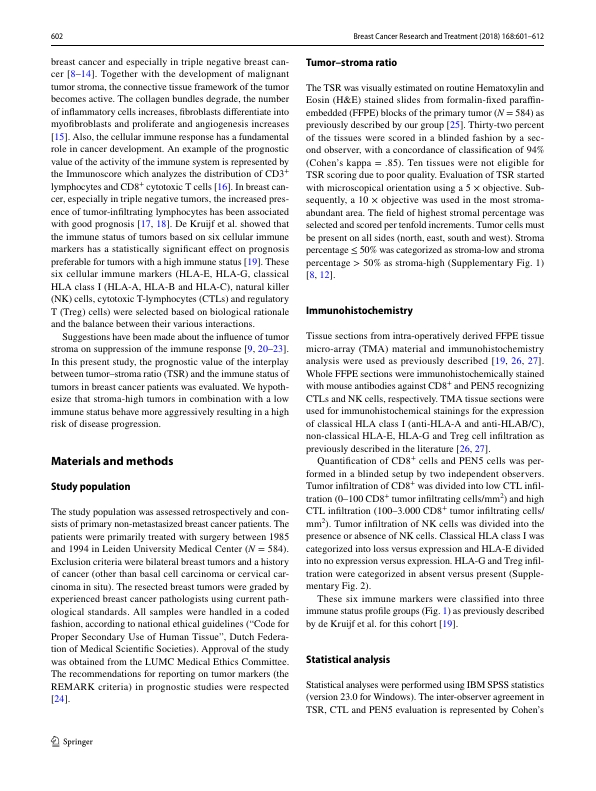 602
Breast Cancer Research and Treatment (2018) 168:601–612
breast cancer and especially in triple negative breast can-
cer [8–14]. Together with the development of malignant
tumor stroma, the connective tissue framework of the tumor
becomes active. The collagen bundles degrade, the number
of inflammatory cells increases, fibroblasts differentiate into
myofibroblasts and proliferate and angiogenesis increases
[15]. Also, the cellular immune response has a fundamental
role in cancer development. An example of the prognostic
value of the activity of the immune system is represented by
the Immunoscore which analyzes the distribution of CD3⁺
lymphocytes and CD8⁺ cytotoxic T cells [16]. In breast can-
cer, especially in triple negative tumors, the increased pres-
ence of tumor-infiltrating lymphocytes has been associated
with good prognosis [17, 18]. De Kruijf et al. showed that
the immune status of tumors based on six cellular immune
markers has a statistically significant effect on prognosis
preferable for tumors with a high immune status [19]. These
six cellular immune markers (HLA-E, HLA-G, classical
HLA class I (HLA-A, HLA-B and HLA-C), natural killer
(NK) cells, cytotoxic T-lymphocytes (CTLs) and regulatory
T (Treg) cells) were selected based on biological rationale
and the balance between their various interactions.
Suggestions have been made about the influence of tumor
stroma on suppression of the immune response [9, 20–23].
In this present study, the prognostic value of the interplay
between tumor–stroma ratio (TSR) and the immune status of
tumors in breast cancer patients was evaluated. We hypoth-
esize that stroma-high tumors in combination with a low
immune status behave more aggressively resulting in a high
risk of disease progression.
Materials and methods
Study population
The study population was assessed retrospectively and con-
sists of primary non-metastasized breast cancer patients. The
patients were primarily treated with surgery between 1985
and 1994 in Leiden University Medical Center (N = 584).
Exclusion criteria were bilateral breast tumors and a history
of cancer (other than basal cell carcinoma or cervical car-
cinoma in situ). The resected breast tumors were graded by
experienced breast cancer pathologists using current path-
ological standards. All samples were handled in a coded
fashion, according to national ethical guidelines (“Code for
Proper Secondary Use of Human Tissue”, Dutch Federa-
tion of Medical Scientific Societies). Approval of the study
was obtained from the LUMC Medical Ethics Committee.
The recommendations for reporting on tumor markers (the
REMARK criteria) in prognostic studies were respected
[24].
Tumor–stroma ratio
The TSR was visually estimated on routine Hematoxylin and
Eosin (H&E) stained slides from formalin-fixed paraffin-
embedded (FFPE) blocks of the primary tumor (N = 584) as
previously described by our group [25]. Thirty-two percent
of the tissues were scored in a blinded fashion by a sec-
ond observer, with a concordance of classification of 94%
(Cohen’s kappa = .85). Ten tissues were not eligible for
TSR scoring due to poor quality. Evaluation of TSR started
with microscopical orientation using a 5 × objective. Sub-
sequently, a 10 × objective was used in the most stroma-
abundant area. The field of highest stromal percentage was
selected and scored per tenfold increments. Tumor cells must
be present on all sides (north, east, south and west). Stroma
percentage ≤ 50% was categorized as stroma-low and stroma
percentage > 50% as stroma-high (Supplementary Fig. 1)
[8, 12].
Immunohistochemistry
Tissue sections from intra-operatively derived FFPE tissue
micro-array (TMA) material and immunohistochemistry
analysis were used as previously described [19, 26, 27].
Whole FFPE sections were immunohistochemically stained
with mouse antibodies against CD8⁺ and PEN5 recognizing
CTLs and NK cells, respectively. TMA tissue sections were
used for immunohistochemical stainings for the expression
of classical HLA class I (anti-HLA-A and anti-HLAB/C),
non-classical HLA-E, HLA-G and Treg cell infiltration as
previously described in the literature [26, 27].
Quantification of CD8⁺ cells and PEN5 cells was per-
formed in a blinded setup by two independent observers.
Tumor infiltration of CD8⁺ was divided into low CTL infil-
tration (0–100 CD8⁺ tumor infiltrating cells/mm²) and high
CTL infiltration (100–3.000 CD8⁺ tumor infiltrating cells/
mm²). Tumor infiltration of NK cells was divided into the
presence or absence of NK cells. Classical HLA class I was
categorized into loss versus expression and HLA-E divided
into no expression versus expression. HLA-G and Treg infil-
tration were categorized in absent versus present (Supple-
mentary Fig. 2).
These six immune markers were classified into three
immune status profile groups (Fig. 1) as previously described
by de Kruijf et al. for this cohort [19].
Statistical analysis
Statistical analyses were performed using IBM SPSS statistics
(version 23.0 for Windows). The inter-observer agreement in
TSR, CTL and PEN5 evaluation is represented by Cohen’s
Springer